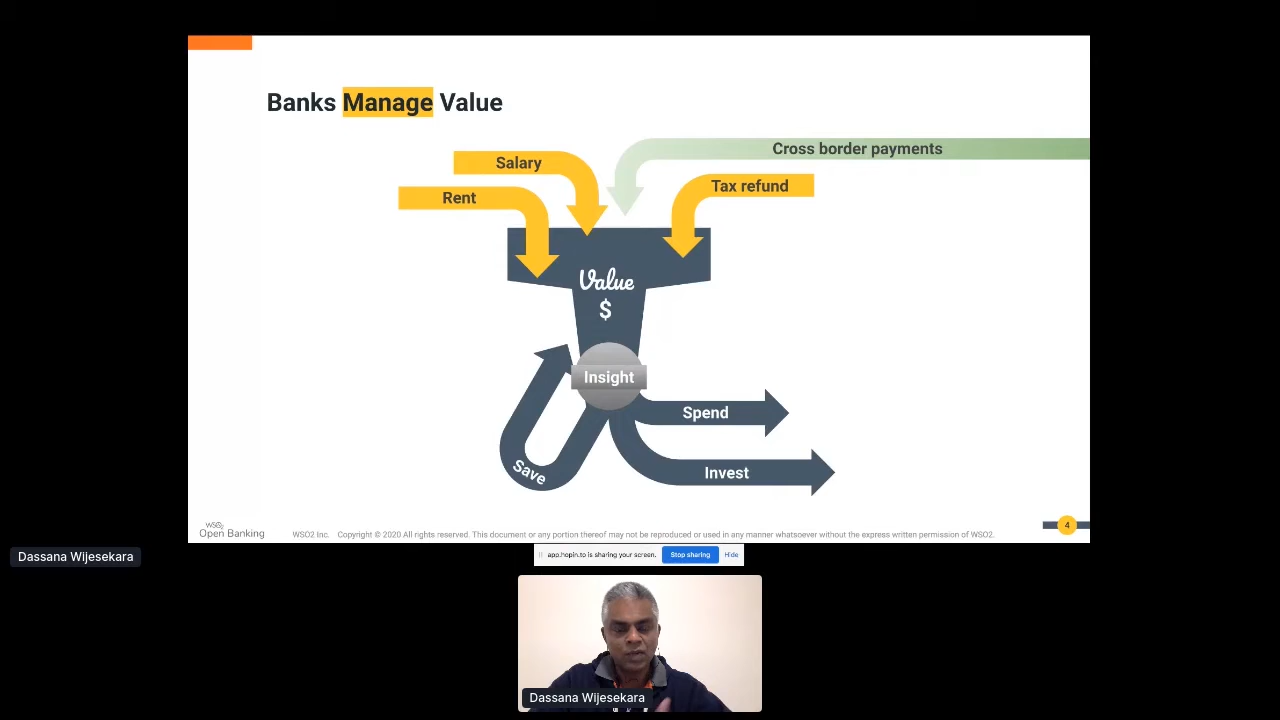 Banks Manage Value
Cross border payments
Salary
Tax refund
Rent
Value
$
Insight
Spend
Save
Invest
WSO2
Open Banking
WSO2 Inc. Copyright © 2020 All rights reserved. This document or any portion thereof may not be reproduced or used in any manner whatsoever without the express written permission of WSO2.
4
Dassana Wijesekara
app.hopin.to is sharing your screen. Stop sharing Hide
Dassana Wijesekara